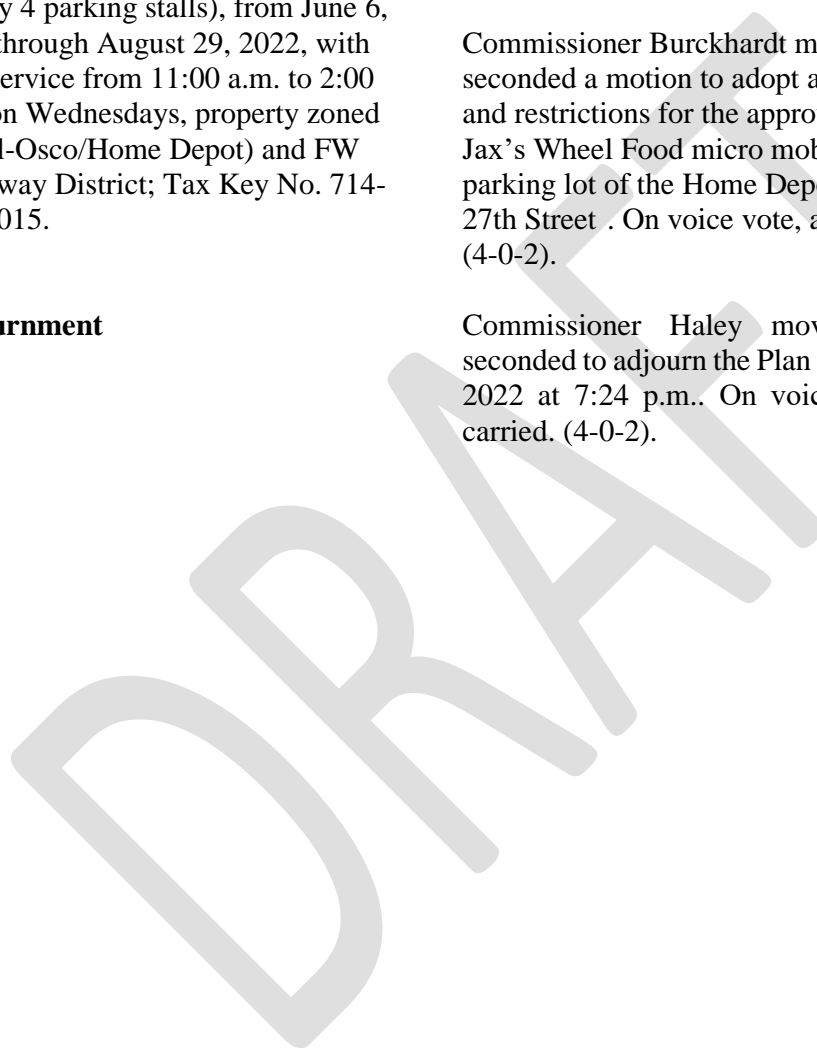 y 4 parking stalls), from June 6,
through August 29, 2022, with
ervice from 11:00 a.m. to 2:00
on Wednesdays, property zoned
l-Osco/Home Depot) and FW
way District; Tax Key No. 714-
015.
urnment
Commissioner Burckhardt m
seconded a motion to adopt a
and restrictions for the approv
Jax’s Wheel Food micro mob
parking lot of the Home Depo
27th Street . On voice vote, a
(4-0-2).
Commissioner Haley mov
seconded to adjourn the Plan
2022 at 7:24 p.m.. On voic
carried. (4-0-2).
DRAFT